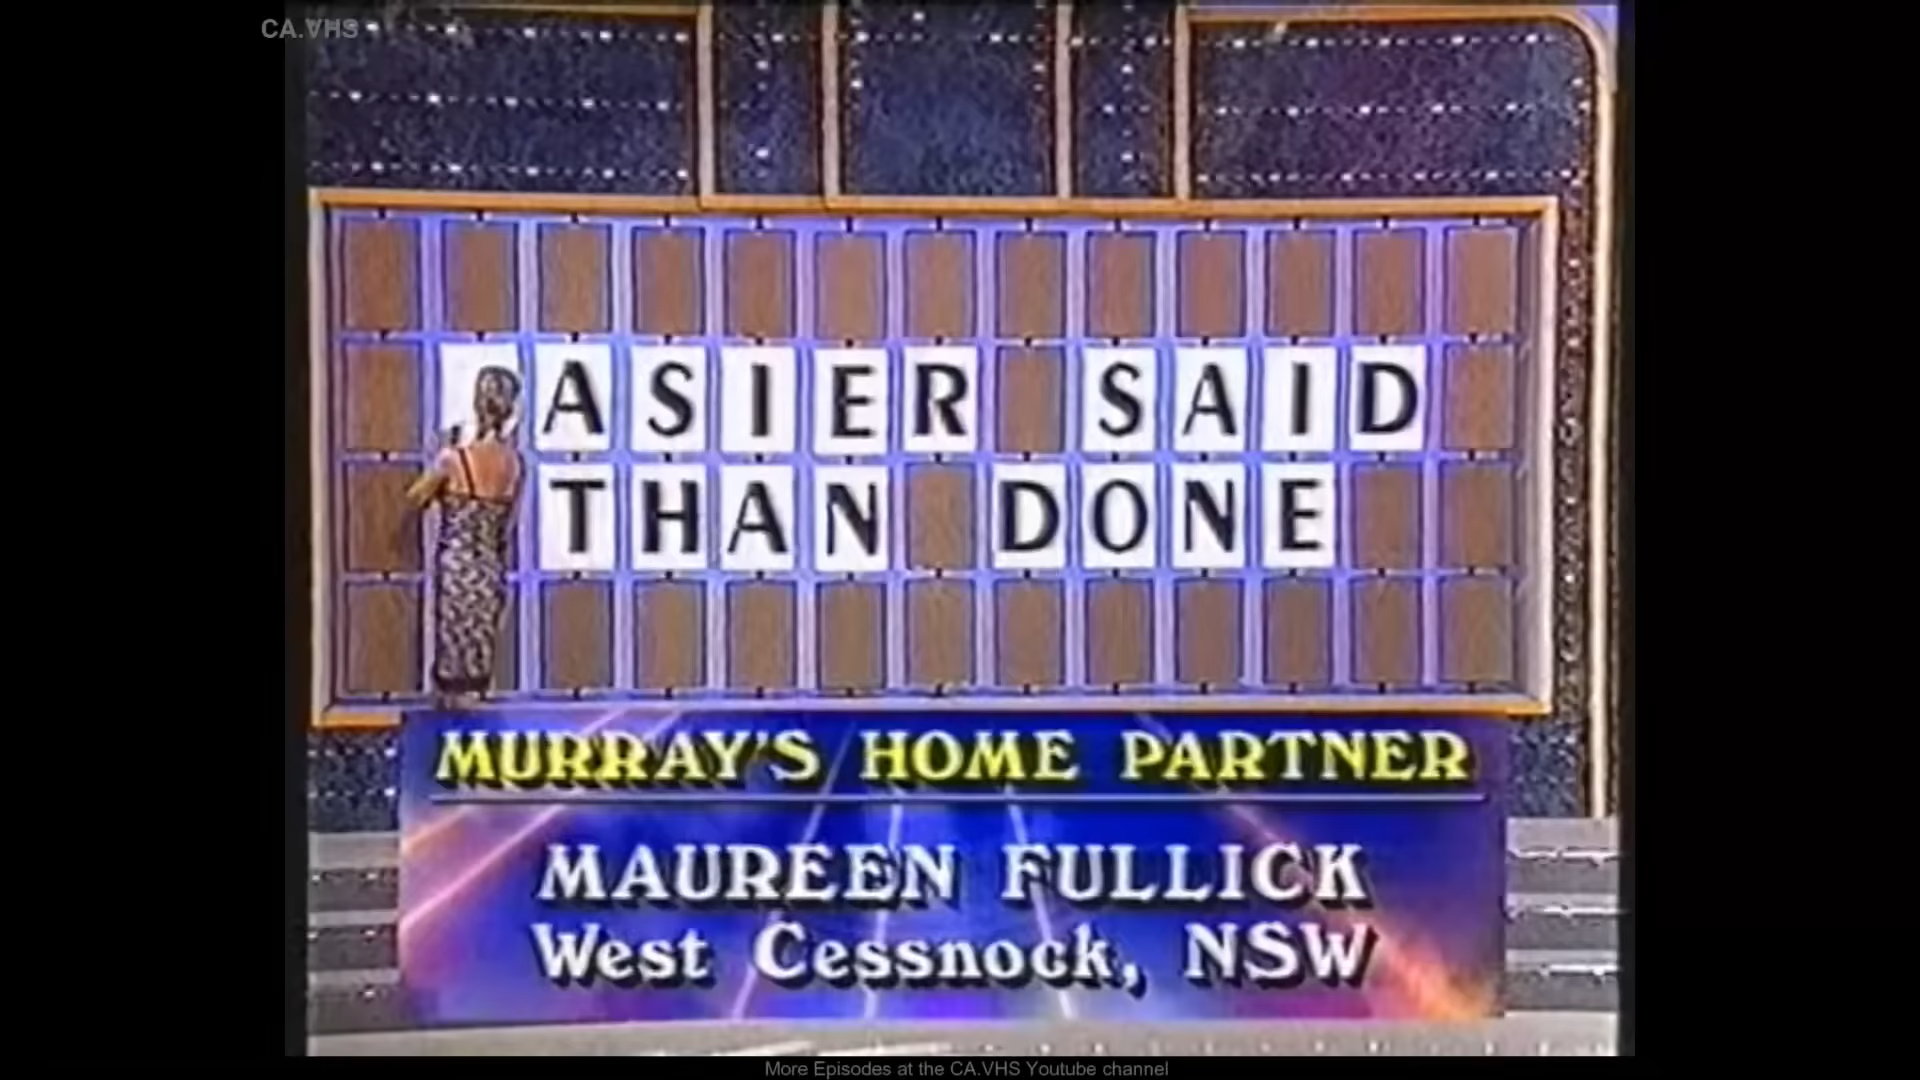 CA.VHS
ASIER SAID
THAN DONE
MURRAY'S HOME PARTNER
MAUREEN FULLICK
West Cessnock, NSW
More Episodes at the CA.VHS Youtube channel